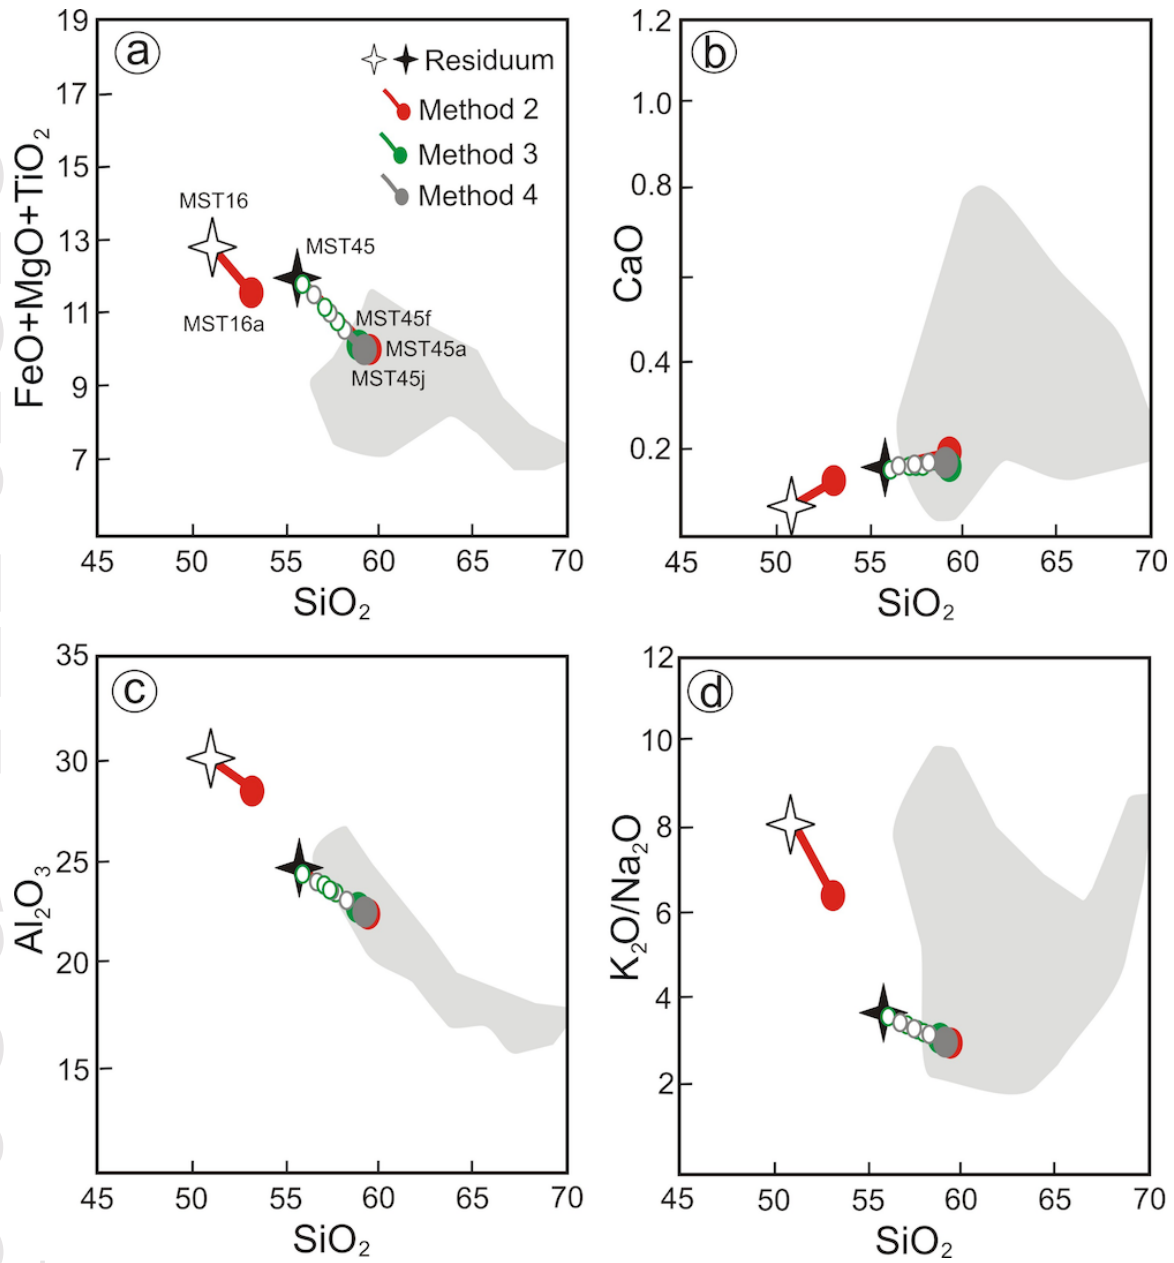 a
Residuum
Method 2
Method 3
Method 4
MST16
MST16a
MST45
MST45f
MST45a
MST45j
19
17
15
13
11
9
7
FeO+MgO+TiO₂
45 50 55 60 65 70
SiO₂
b
1.2
1.0
0.8
0.4
0.2
CaO
45 50 55 60 65 70
SiO₂
c
35
30
25
20
15
Al₂O₃
45 50 55 60 65 70
SiO₂
d
12
10
8
6
4
2
K₂O/Na₂O
45 50 55 60 65 70
SiO₂